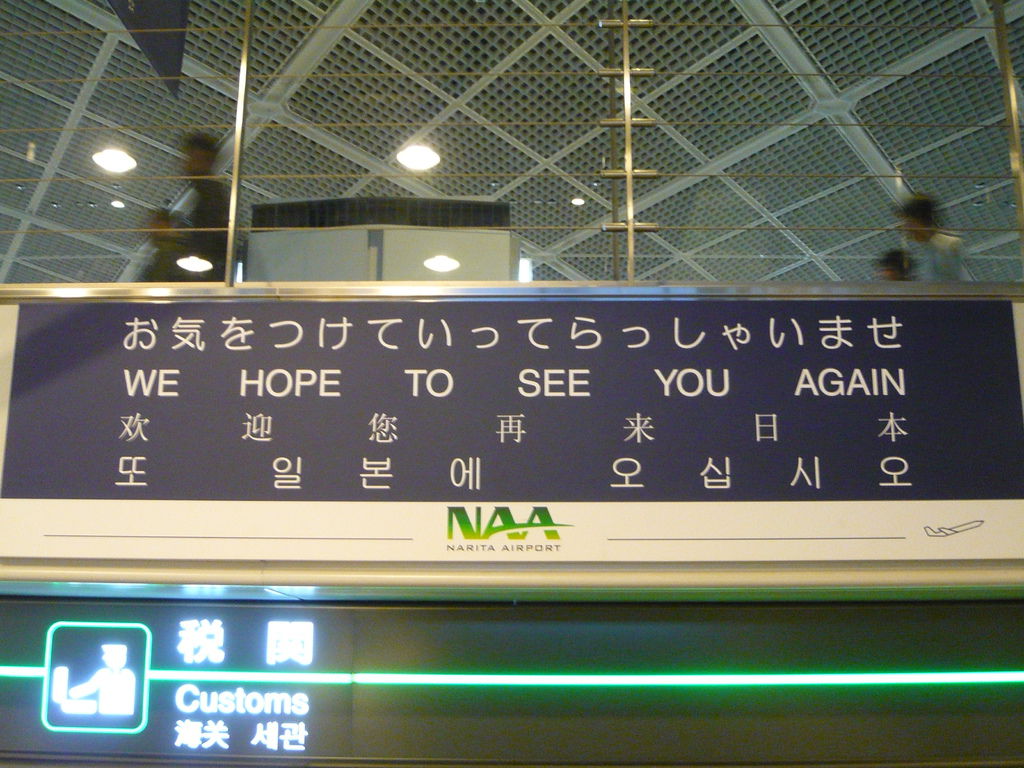 お気をつけていってらっしゃいませ
WE HOPE TO SEE YOU AGAIN
欢迎您再来日本
또 일본에 오십시오
NAA
NARITA AIRPORT
税関
Customs
海关 세관